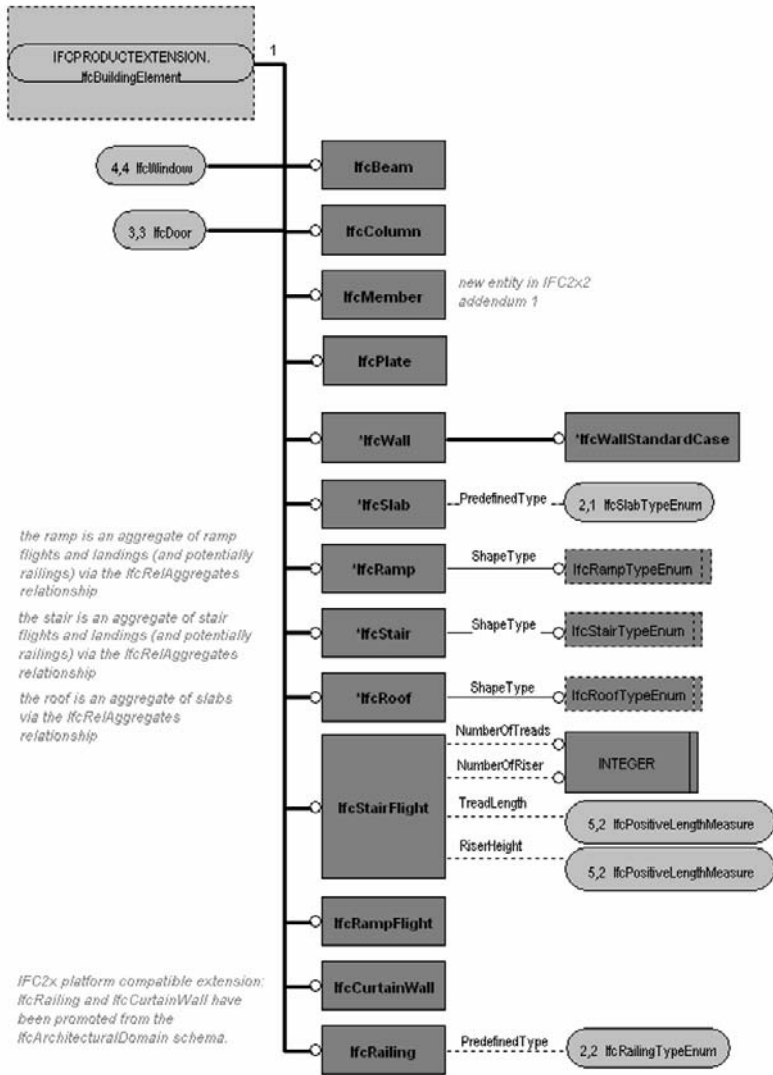 1
IFCPRODUCTEXTENSION.
IfcBuildingElement
4,4 IfcWindow
IfcBeam
3,3 IfcDoor
IfcColumn
IfcMember
new entity in IFC2x2
addendum 1
IfcPlate
*IfcWall
*IfcWallStandardCase
*IfcSlab
PredefinedType
2,1 IfcSlabTypeEnum
the ramp is an aggregate of ramp
flights and landings (and potentially
railings) via the IfcRelAggregates
relationship
*IfcRamp
ShapeType
IfcRampTypeEnum
the stair is an aggregate of stair
flights and landings (and potentially
railings) via the IfcRelAggregates
relationship
*IfcStair
ShapeType
IfcStairTypeEnum
the roof is an aggregate of slabs
via the IfcRelAggregates
relationship
*IfcRoof
ShapeType
IfcRoofTypeEnum
IfcStairFlight
NumberOfTreads
NumberOfRiser
INTEGER
TreadLength
5,2 IfcPositiveLengthMeasure
RiserHeight
5,2 IfcPositiveLengthMeasure
IfcRampFlight
IfcCurtainWall
IFC2x platform compatible extension:
IfcRailing and IfcCurtainWall have
been promoted from the
IfcArchitecturalDomain schema.
IfcRailing
PredefinedType
2,2 IfcRailingTypeEnum